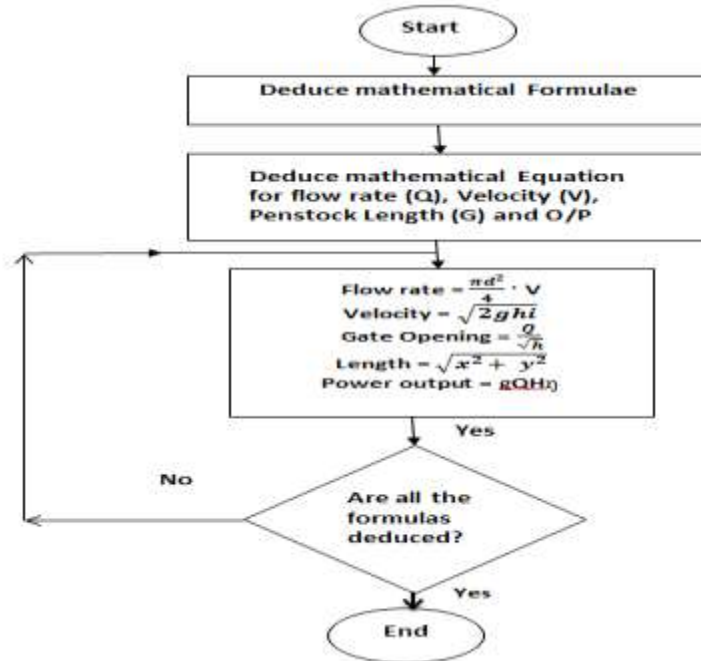 Start
Deduce mathematical Formulae
Deduce mathematical Equation
for flow rate (Q), Velocity (V),
Penstock Length (G) and O/P
Flow rate = πd²/4 · V
Velocity = √2ghi
Gate Opening = Q/√h
Length = √x² + y²
Power output = gQHη
Yes
No
Are all the
formulas
deduced?
Yes
End